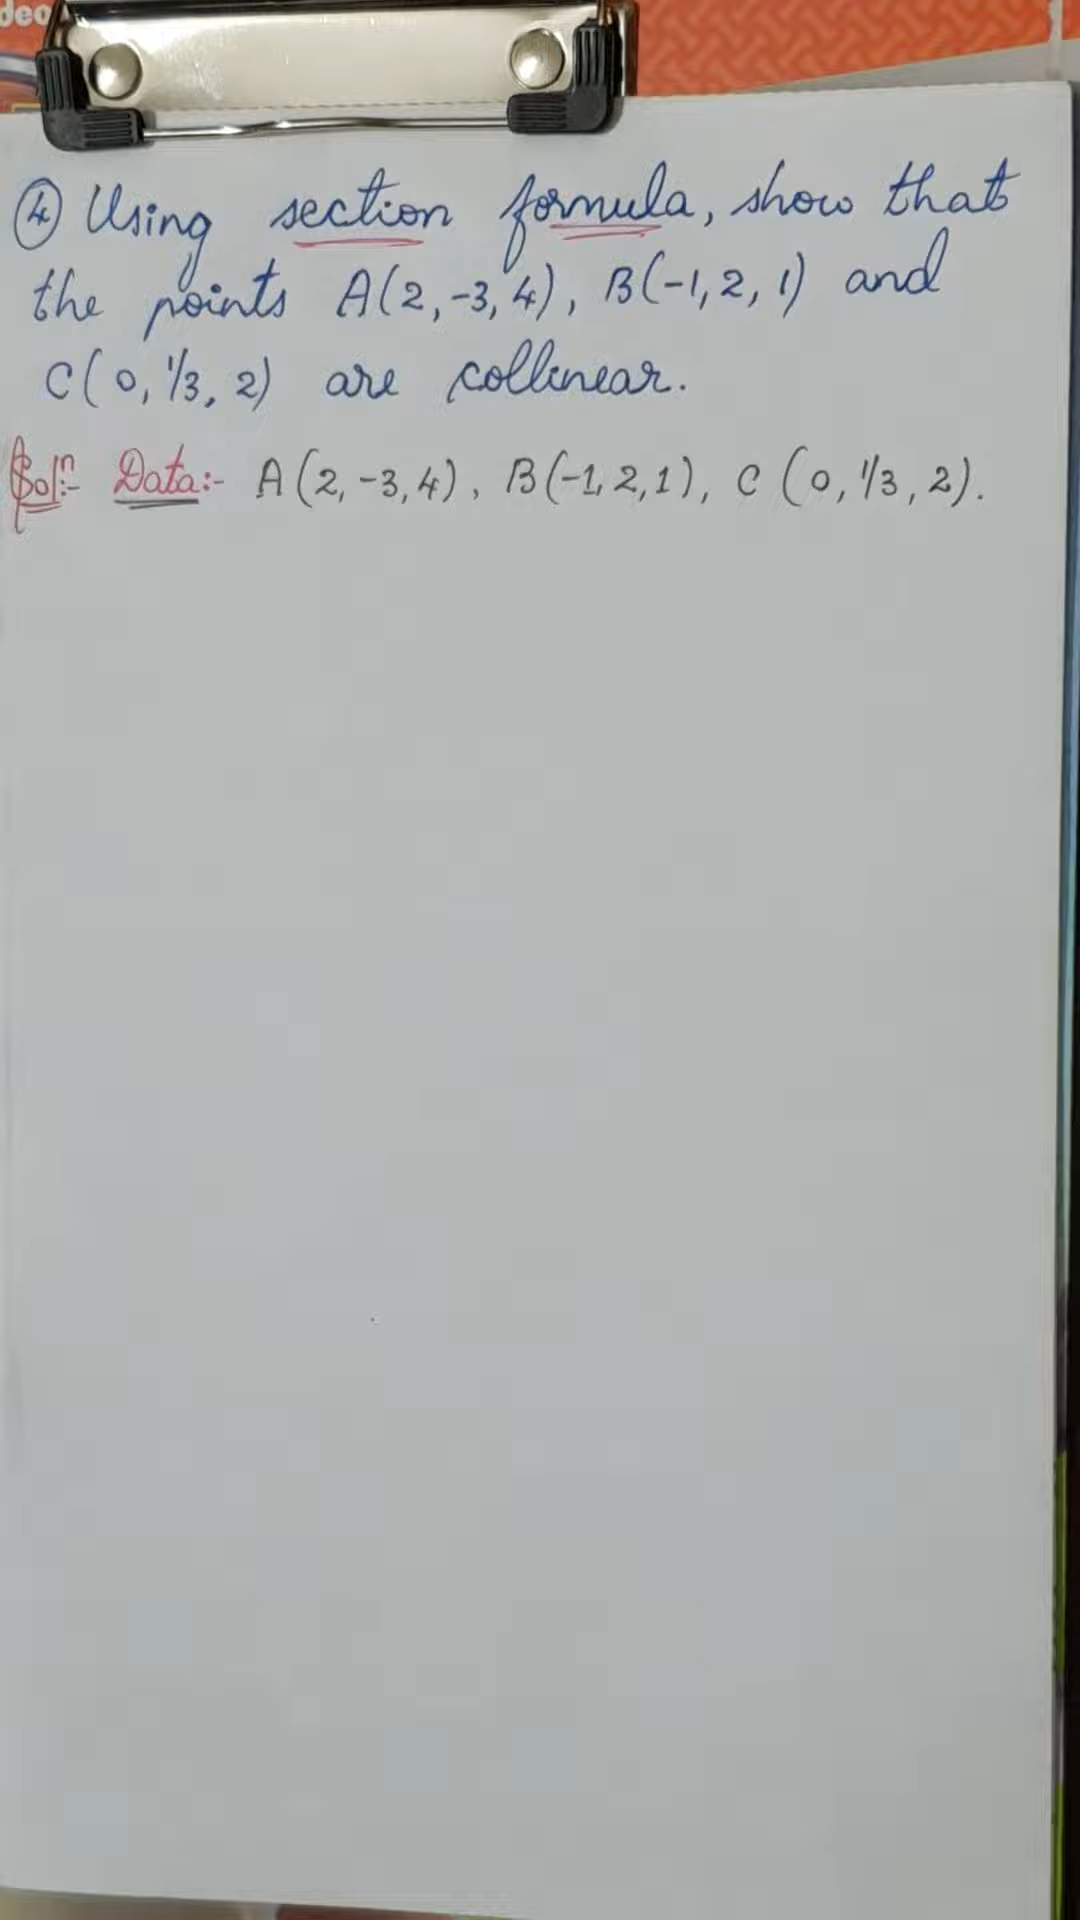 deo
④ Using section formula, show that
the points A(2,-3,4), B(-1,2,1) and
C(0,1/3,2) are collinear.
Solⁿ:- Data:- A(2,-3,4), B(-1,2,1), C(0,1/3,2).